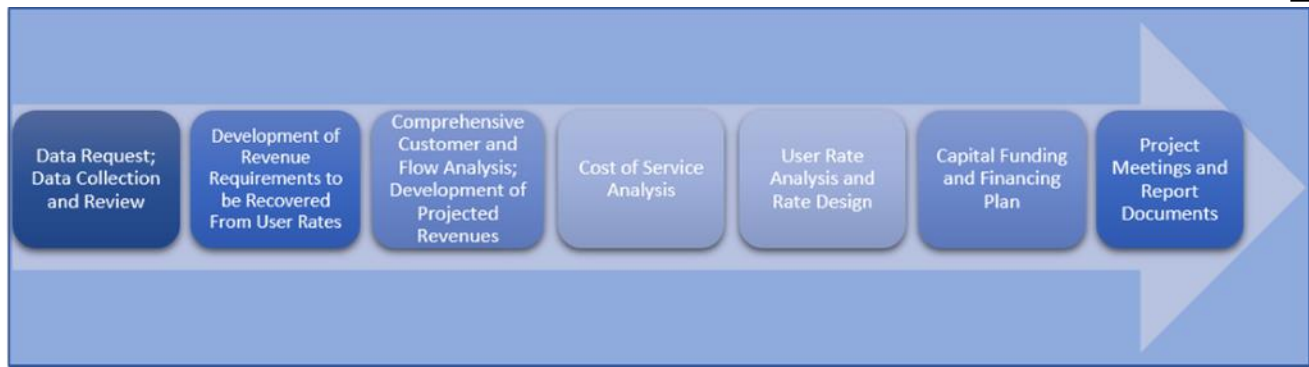 Data Request;
Data Collection
and Review
Development of
Revenue
Requirements to
be Recovered
From User Rates
Comprehensive
Customer and
Flow Analysis;
Development of
Projected
Revenues
Cost of Service
Analysis
User Rate
Analysis and
Rate Design
Capital Funding
and Financing
Plan
Project
Meetings and
Report
Documents